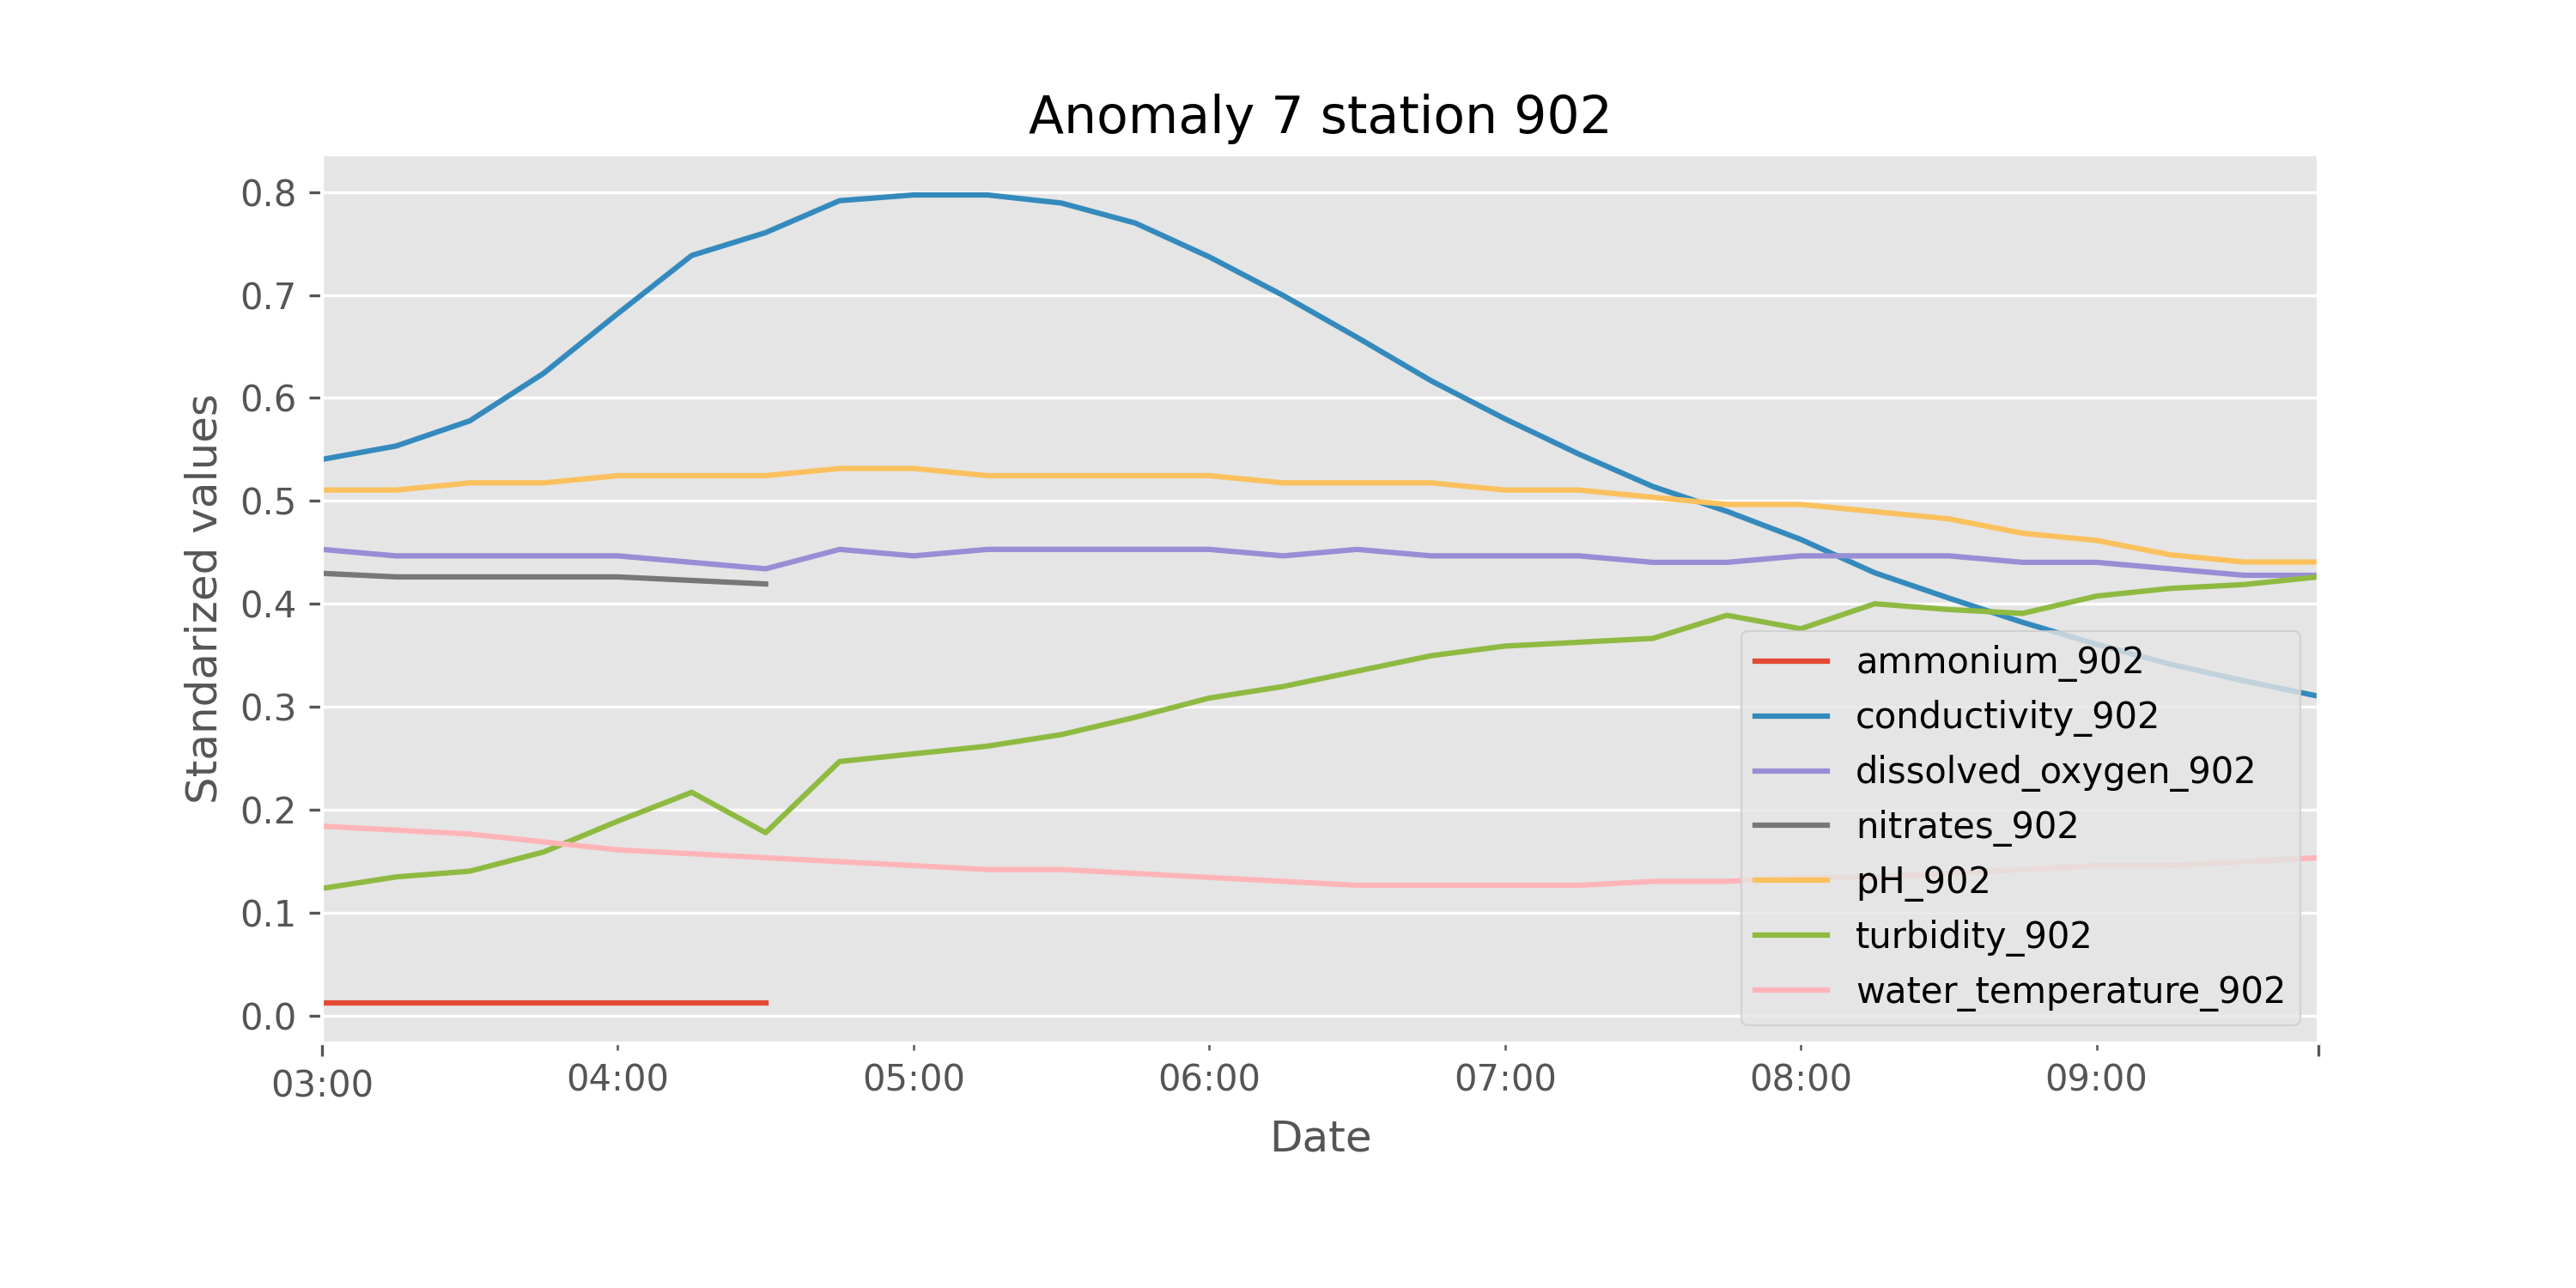 Anomaly 7 station 902
Standardized values
0.8
0.7
0.6
0.5
0.4
0.3
0.2
0.1
0.0
ammonium_902
conductivity_902
dissolved_oxygen_902
nitrates_902
pH_902
turbidity_902
water_temperature_902
03:00 04:00 05:00 06:00 07:00 08:00 09:00
Date